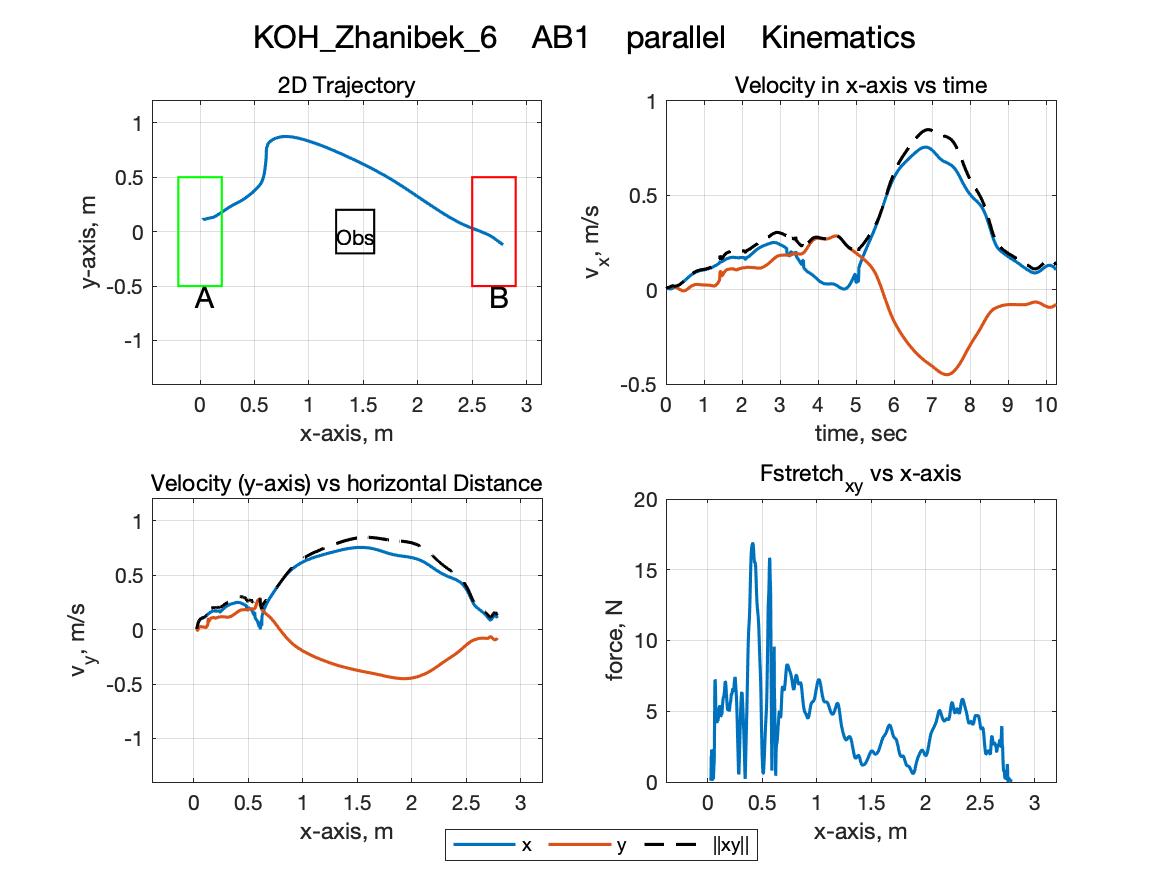 KOH_Zhanibek_6 AB1 parallel Kinematics
2D Trajectory
1
0.5
0
-0.5
-1
y-axis, m
Obs
A
B
0 0.5 1 1.5 2 2.5 3
x-axis, m
Velocity in x-axis vs time
1
0.5
0
-0.5
vx, m/s
0 1 2 3 4 5 6 7 8 9 10
time, sec
Velocity (y-axis) vs horizontal Distance
1
0.5
0
-0.5
-1
vy, m/s
0 0.5 1 1.5 2 2.5 3
x-axis, m
Fstretchxy vs x-axis
20
15
10
5
0
force, N
0 0.5 1 1.5 2 2.5 3
x-axis, m
x y ||xy||